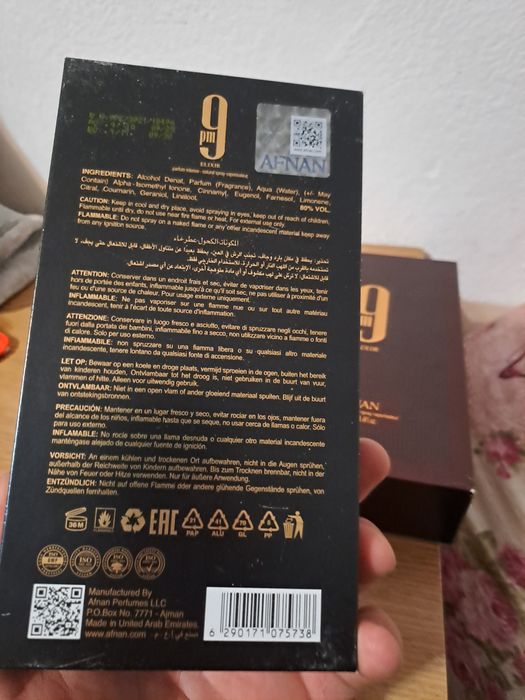 9
pm
ELIXIR
parfum intense - natural spray vaporisateur
AFNAN
INGREDIENTS: Alcohol Denat, Parfum (Fragrance), Aqua (Water), (+/- May
Contain) Alpha-Isomethyl Ionone, Cinnamyl, Eugenol, Farnesol, Limonene,
Citral, Coumarin, Geraniol, Linalool.
80% VOL.
CAUTION: Keep in cool and dry place, avoid spraying in eyes, keep out of reach of children.
Flammable until dry, do not use near fire flame or heat. For external use only.
FLAMMABLE: Do not spray on a naked flame or any other incandescent material keep away
from any source of ignition.
ATTENTION: Conserver dans un endroit frais et sec, éviter de vaporiser dans les yeux, tenir
hors de portée des enfants, inflammable jusqu'à ce qu'il soit sec, ne pas utiliser à proximité d'un
feu ou d'une source de chaleur. Pour usage externe uniquement.
INFLAMMABLE: Ne pas vaporiser sur une flamme nue ou sur tout autre matériau
incandescent, tenir à l'écart de toute source d'inflammation.
ATTENZIONE: Conservare in luogo fresco e asciutto, evitare di spruzzare negli occhi, tenere
fuori dalla portata dei bambini, infiammabile fino a secco, non utilizzare vicino a fiamme o fonti
di calore. Solo per uso esterno.
INFIAMMABILE: non spruzzare su una fiamma libera o su qualsiasi altro materiale
incandescente, tenere lontano da qualsiasi fonte di accensione.
LET OP: Bewaar op een koele en droge plaats, vermijd sproeien in de ogen, buiten het bereik
van kinderen houden. Ontvlambaar tot het droog is, niet gebruiken in de buurt van vuur,
vlammen of hitte. Alleen voor uitwendig gebruik.
ONTVLAMBAAR: Niet in een open vlam of ander gloeiend materiaal spuiten. Blijf uit de buurt
van ontstekingsbronnen.
PRECAUCIÓN: Mantener en un lugar fresco y seco, evitar rociar en los ojos, mantener fuera
del alcance de los niños, inflamable hasta que se seque, no usar cerca de llamas o calor. Sólo
para uso externo.
INFLAMABLE: No rocíe sobre una llama desnuda o cualquier otro material incandescente
manténgase alejado de cualquier fuente de ignición.
VORSICHT: An einem kühlen und trockenen Ort aufbewahren, nicht in die Augen sprühen,
außerhalb der Reichweite von Kindern aufbewahren. Bis zum Trocknen brennbar, nicht in der
Nähe von Feuer oder Hitze verwenden. Nur für äußere Anwendung.
ENTZÜNDLICH: Nicht auf offene Flamme oder andere glühende Gegenstände sprühen, von
Zündquellen fernhalten.
36 M
EAC
21
PAP
41
ALU
70
GL
5
PP
ISO
GMP
ISO
ISO
Manufactured By
Afnan Perfumes LLC
P.O.Box No. 7771 - Ajman
Made in United Arab Emirates.
www.afnan.com
6 290171 075738
9
pm